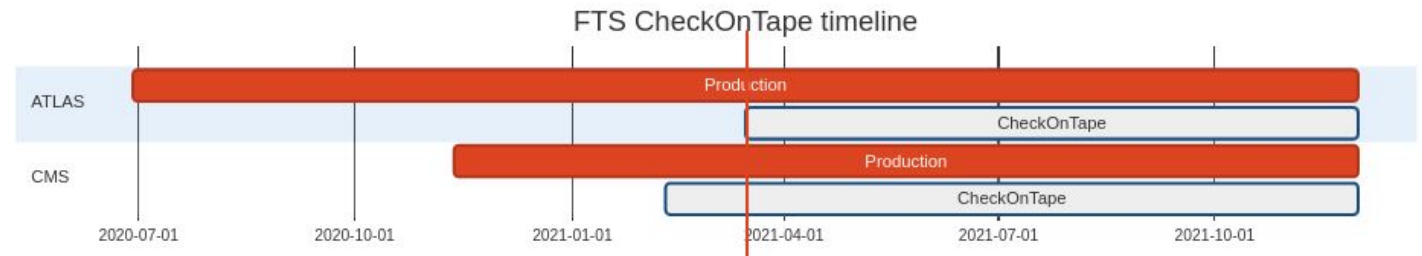 FTS CheckOnTape timeline
Production
ATLAS
CheckOnTape
Production
CMS
CheckOnTape
2020-07-01 2020-10-01 2021-01-01 2021-04-01 2021-07-01 2021-10-01